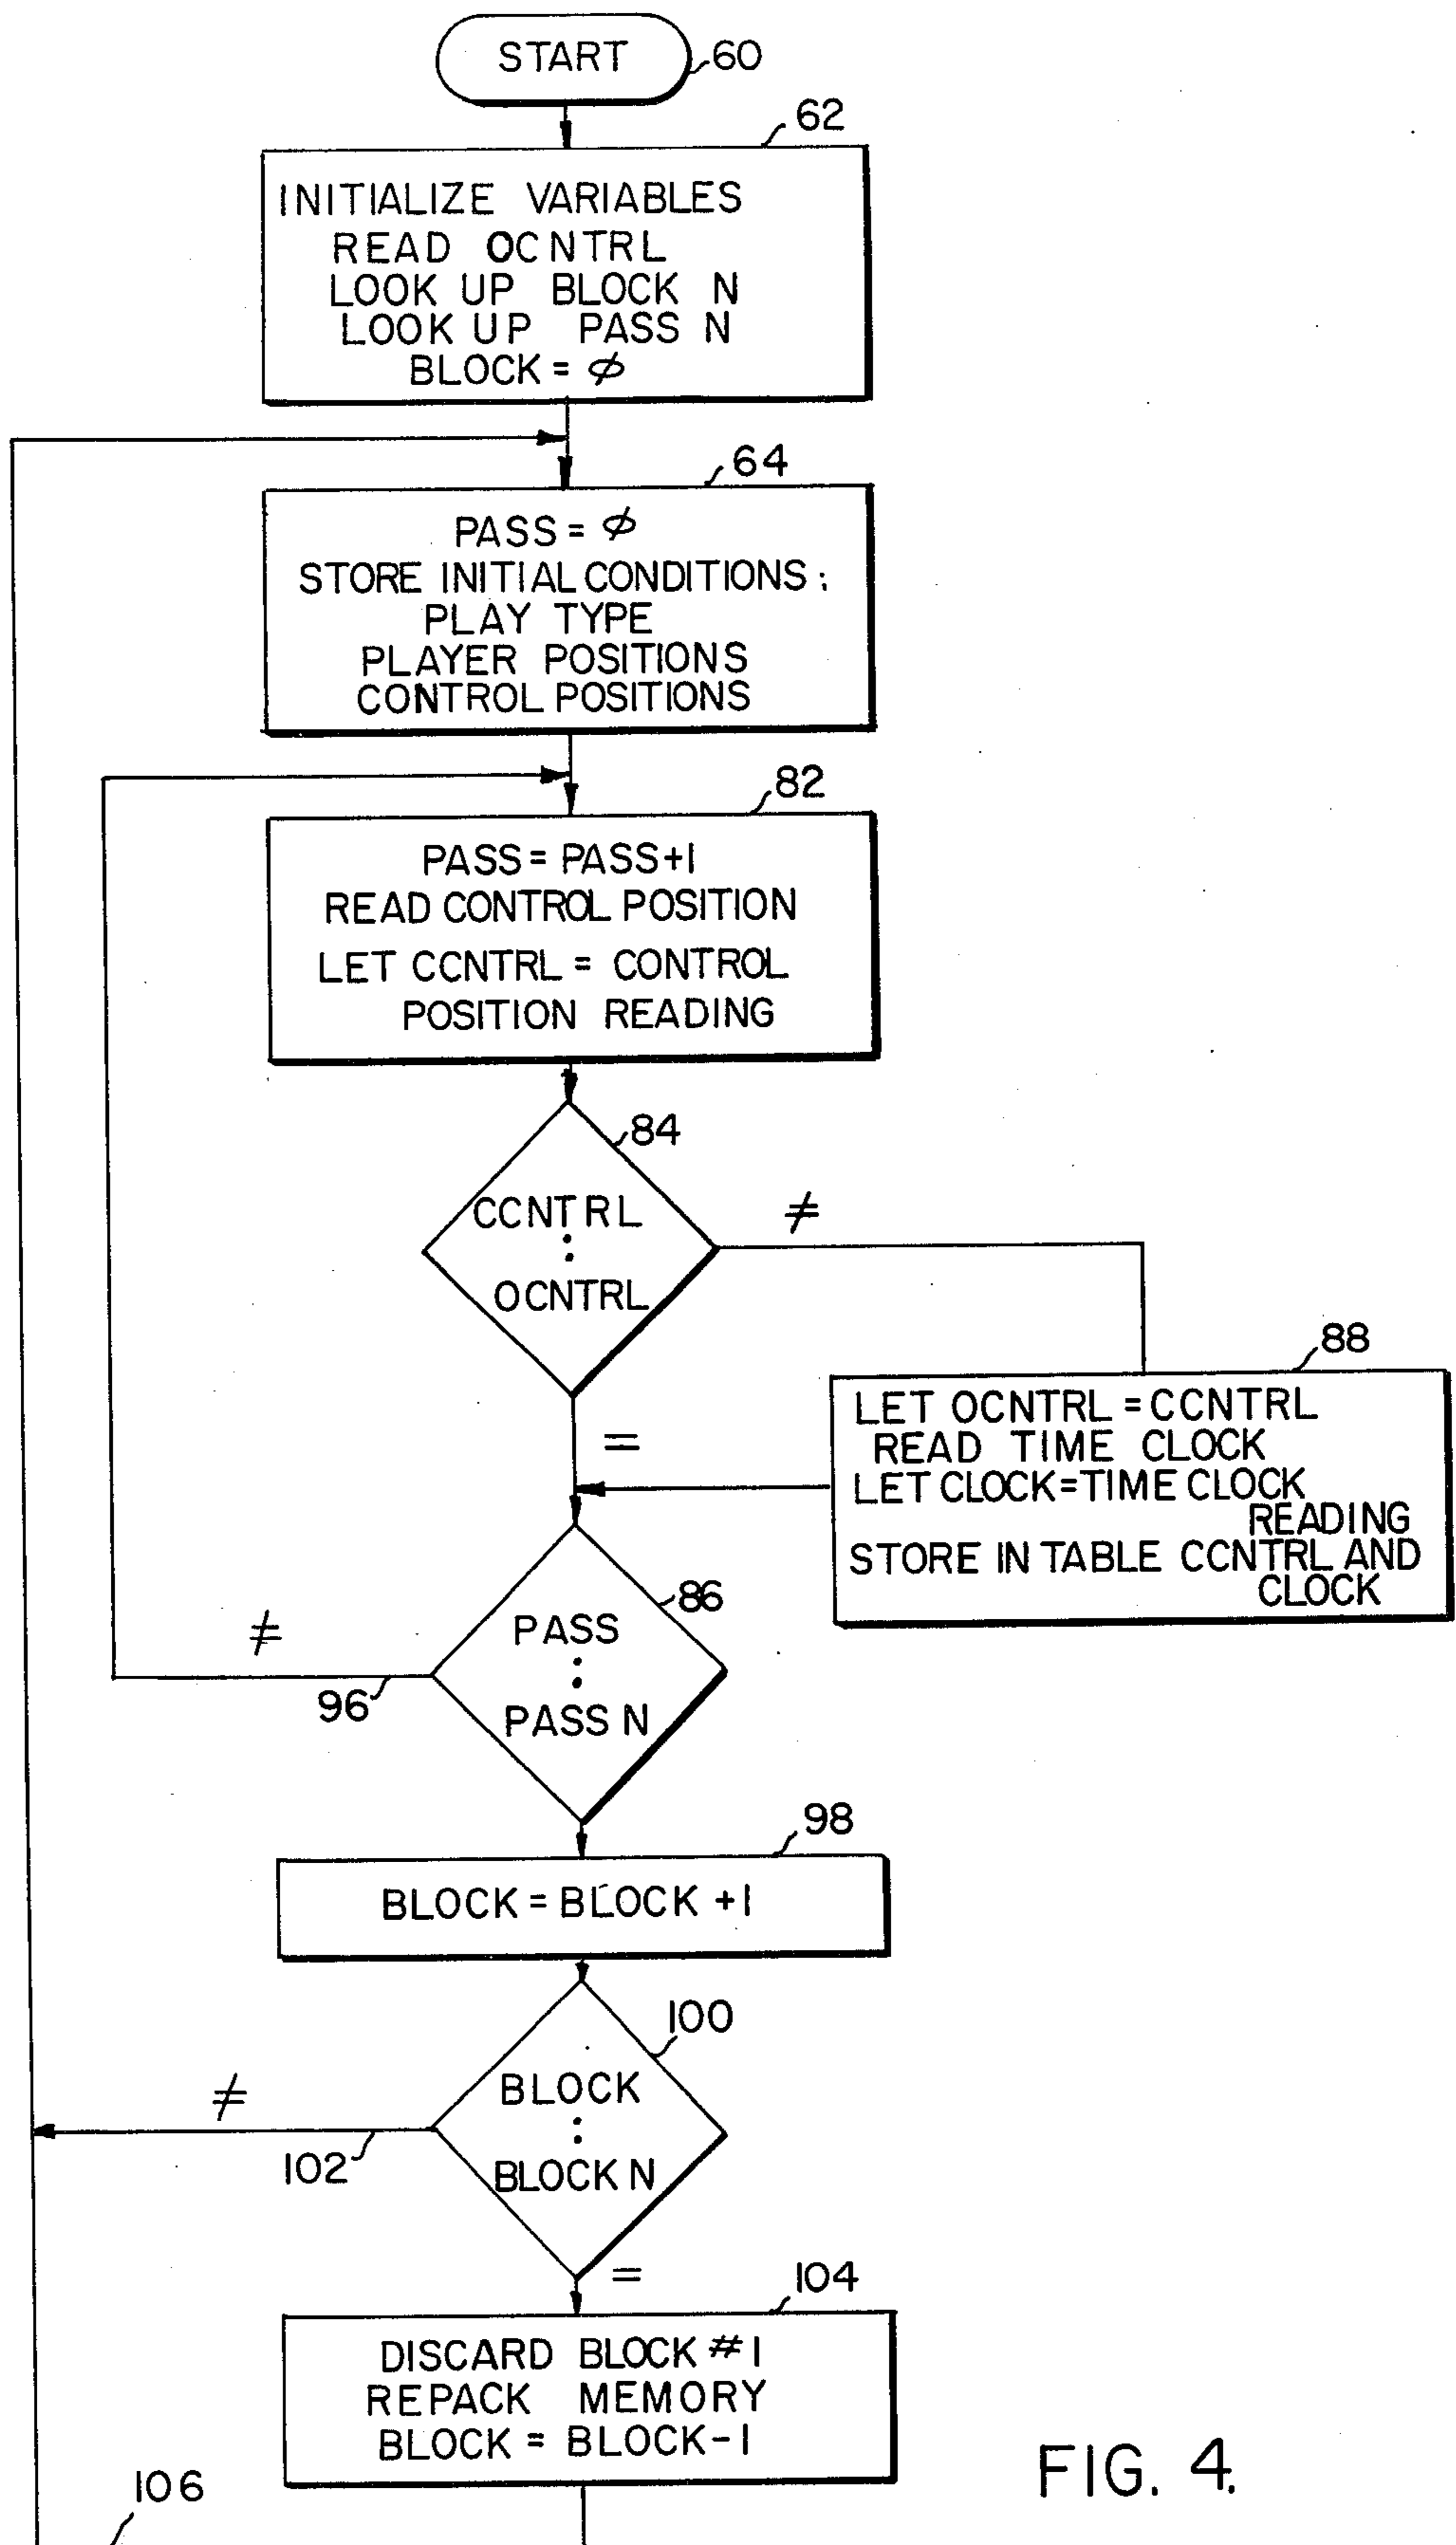 START
60
62
INITIALIZE VARIABLES
READ OCNTRL
LOOK UP BLOCK N
LOOK UP PASS N
BLOCK = ϕ
64
PASS = ϕ
STORE INITIAL CONDITIONS:
PLAY TYPE
PLAYER POSITIONS
CONTROL POSITIONS
82
PASS = PASS+1
READ CONTROL POSITION
LET CCNTRL = CONTROL
POSITION READING
84
CCNTRL
:
OCNTRL
≠
=
88
LET OCNTRL = CCNTRL
READ TIME CLOCK
LET CLOCK=TIME CLOCK
READING
STORE IN TABLE CCNTRL AND
CLOCK
86
PASS
:
PASS N
≠
96
98
BLOCK = BLOCK +1
100
BLOCK
:
BLOCK N
≠
102
=
104
DISCARD BLOCK #1
REPACK MEMORY
BLOCK = BLOCK-1
106
FIG. 4.